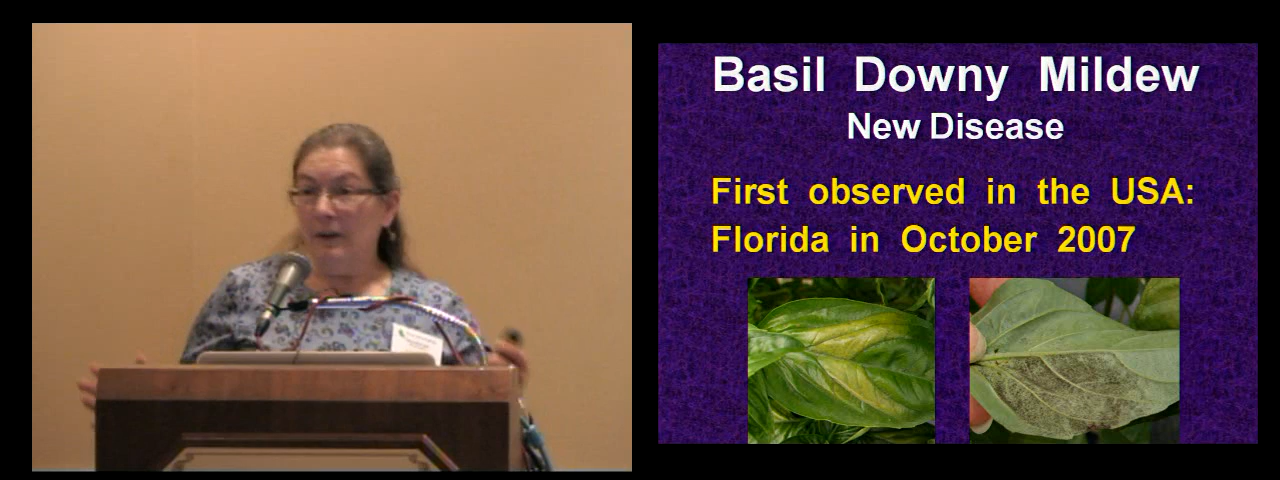 Basil Downy Mildew
New Disease
First observed in the USA:
Florida in October 2007